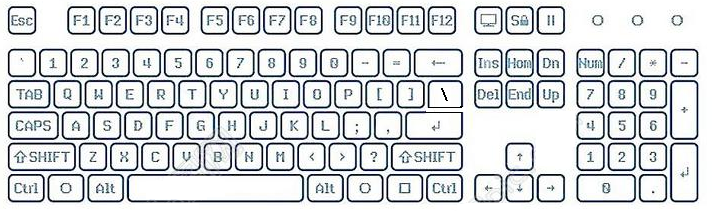 Esc F1 F2 F3 F4 F5 F6 F7 F8 F9 F10 F11 F12 S
` 1 2 3 4 5 6 7 8 9 0 - = ← Ins Hom Dn Num / * -
TAB Q W E R T Y U I O P [ ] \ Del End Up 7 8 9 +
CAPS A S D F G H J K L ; , ↵ 4 5 6
⇧SHIFT Z X C V B N M < > ? ⇧SHIFT ↑ 1 2 3 ↵
Ctrl Alt Alt Ctrl ← ↓ → 0 .